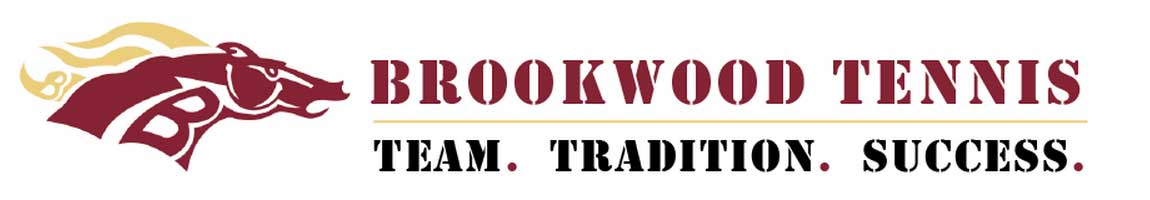 B
BROOKWOOD TENNIS
TEAM. TRADITION. SUCCESS.